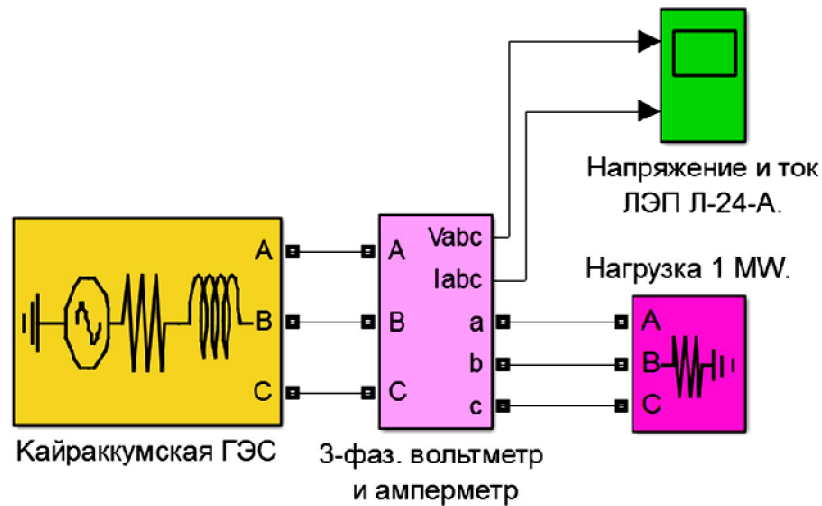 Напряжение и ток
ЛЭП Л-24-А.
Нагрузка 1 MW.
A
B
C
A
B
C
Vabc
Iabc
a
b
c
A
B
C
Кайраккумская ГЭС
3-фаз. вольтметр
и амперметр